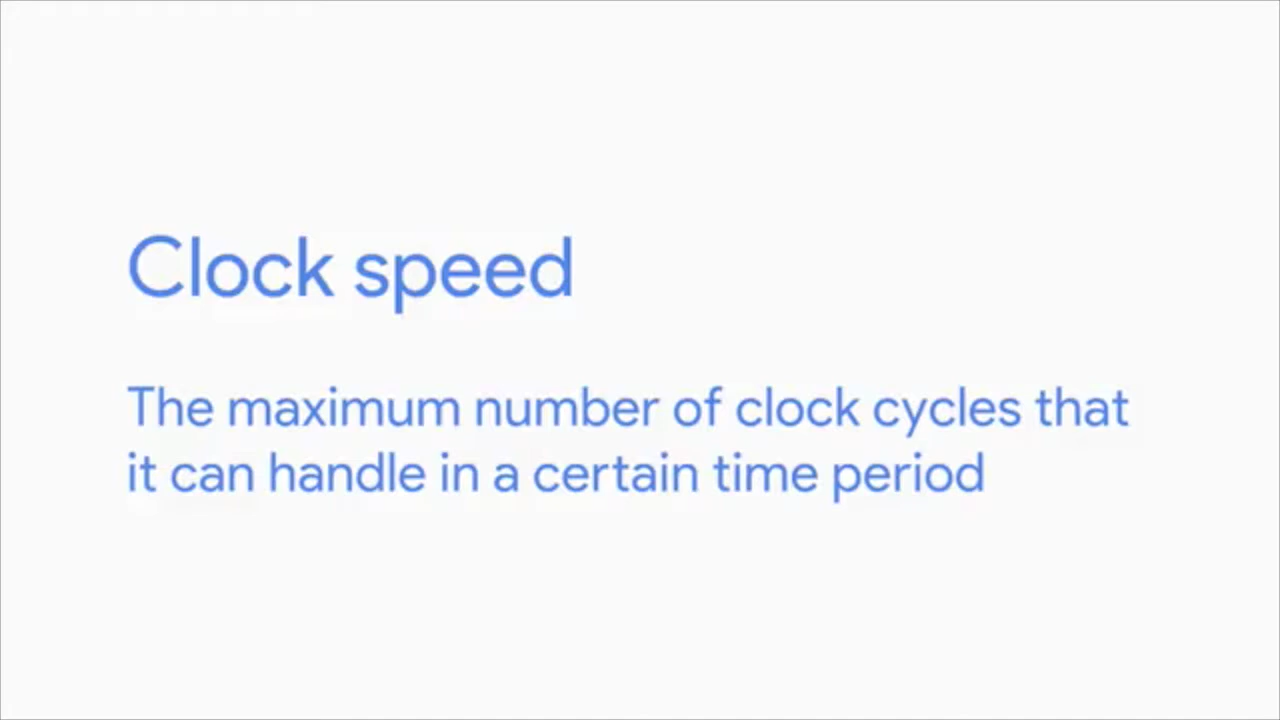 Clock speed
The maximum number of clock cycles that
it can handle in a certain time period